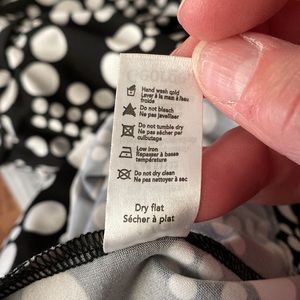 Hand wash cold
Laver à la main à l'eau
froide
Do not bleach
Ne pas javelliser
Do not tumble dry
Ne pas sécher par
culbutage
Low iron
Repasser à basse
température
Do not dry clean
Ne pas nettoyer à sec
Dry flat
Sécher à plat